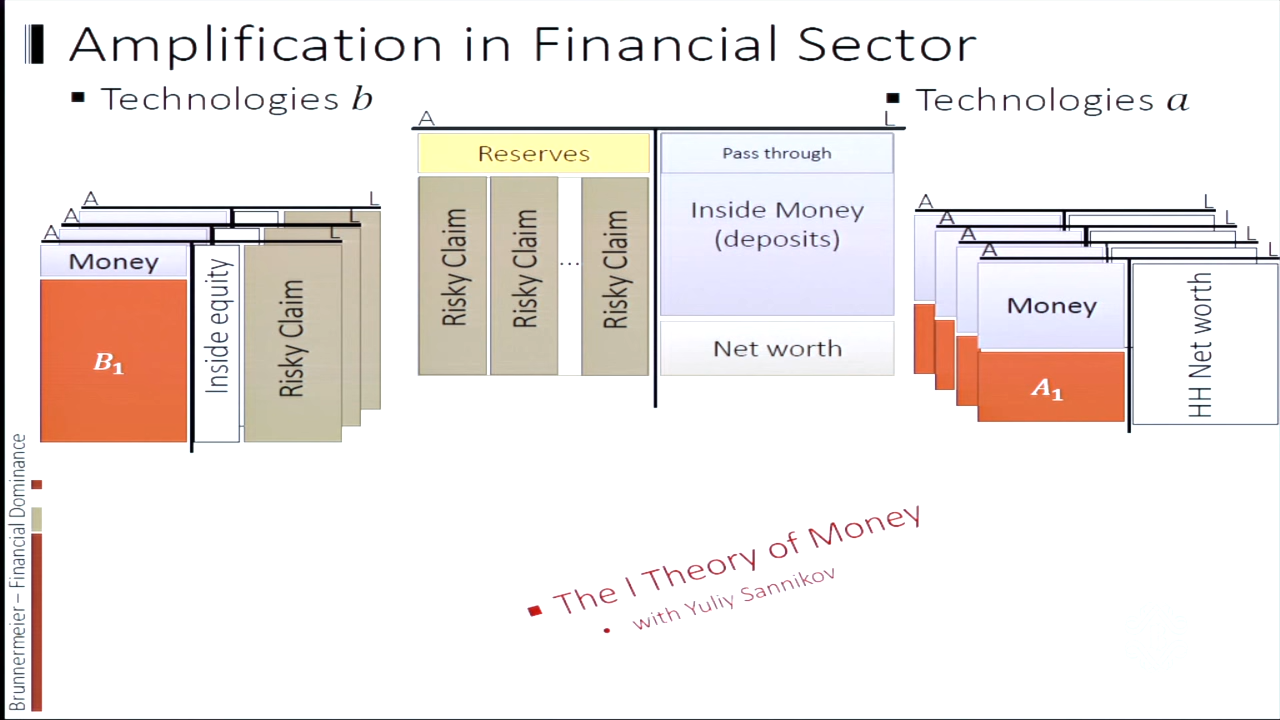 Amplification in Financial Sector
▪ Technologies b
▪ Technologies a
A
L
Reserves
Pass through
Risky Claim
Risky Claim
...
Risky Claim
Inside Money
(deposits)
Net worth
A
L
A
L
A
L
Money
B₁
Inside equity
Risky Claim
A
L
A
L
A
L
A
L
Money
A₁
HH Net worth
▪ The I Theory of Money
• with Yuliy Sannikov
Brunnermeier – Financial Dominance